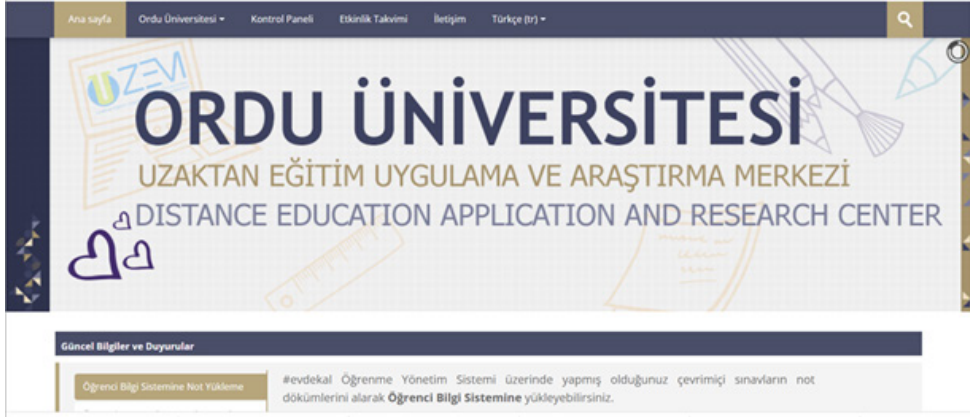 Ana sayfa Ordu Üniversitesi Kontrol Paneli Etkinlik Takvimi İletişim Türkçe (tr)
UZEM
ORDU ÜNİVERSİTESİ
UZAKTAN EĞİTİM UYGULAMA VE ARAŞTIRMA MERKEZİ
DISTANCE EDUCATION APPLICATION AND RESEARCH CENTER
Güncel Bilgiler ve Duyurular
Öğrenci Bilgi Sistemine Not Yükleme
#evdekal Öğrenme Yönetim Sistemi üzerinde yapmış olduğunuz çevrimiçi sınavların not
dökümlerini alarak Öğrenci Bilgi Sistemine yükleyebilirsiniz.